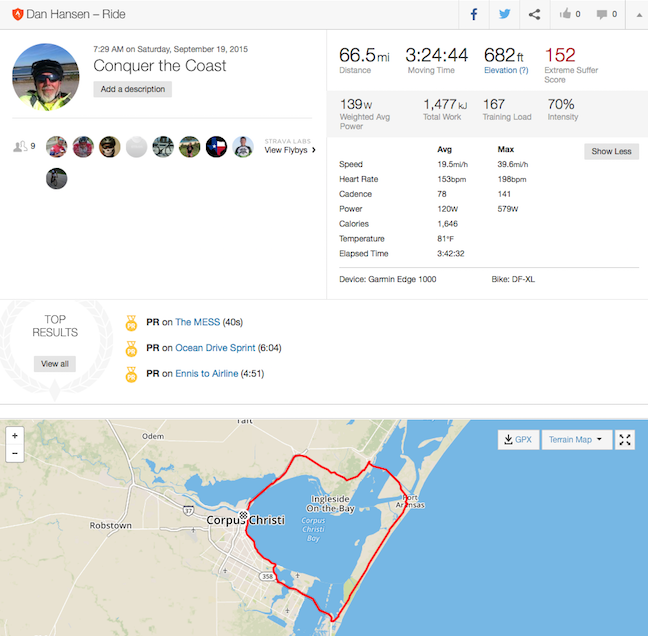 Dan Hansen – Ride
0
0
7:29 AM on Saturday, September 19, 2015
Conquer the Coast
Add a description
9
STRAVA LABS
View Flybys
66.5mi
Distance
3:24:44
Moving Time
682ft
Elevation (?)
152
Extreme Suffer
Score
139W
Weighted Avg
Power
1,477kJ
Total Work
167
Training Load
70%
Intensity
Avg Max
Show Less
Speed 19.5mi/h 39.6mi/h
Heart Rate 153bpm 198bpm
Cadence 78 141
Power 120W 579W
Calories 1,646
Temperature 81°F
Elapsed Time 3:42:32
Device: Garmin Edge 1000 Bike: DF-XL
TOP
RESULTS
View all
PR PR on The MESS (40s)
PR PR on Ocean Drive Sprint (6:04)
PR PR on Ennis to Airline (4:51)
+
−
GPX
Terrain Map
Taft
Odem
Ingleside
On-the-Bay
Port
Aransas
37
Corpus Christi
Corpus
Christi
Bay
Robstown
358